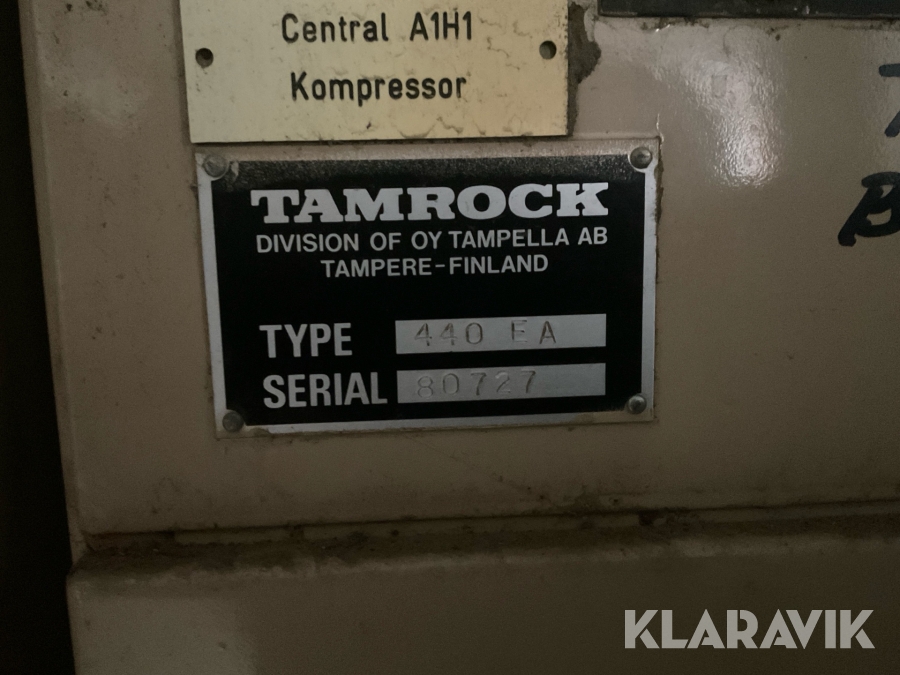 Central A1H1
Kompressor
TAMROCK
DIVISION OF OY TAMPELLA AB
TAMPERE-FINLAND
TYPE 440 EA
SERIAL 80727
KLARAVIK